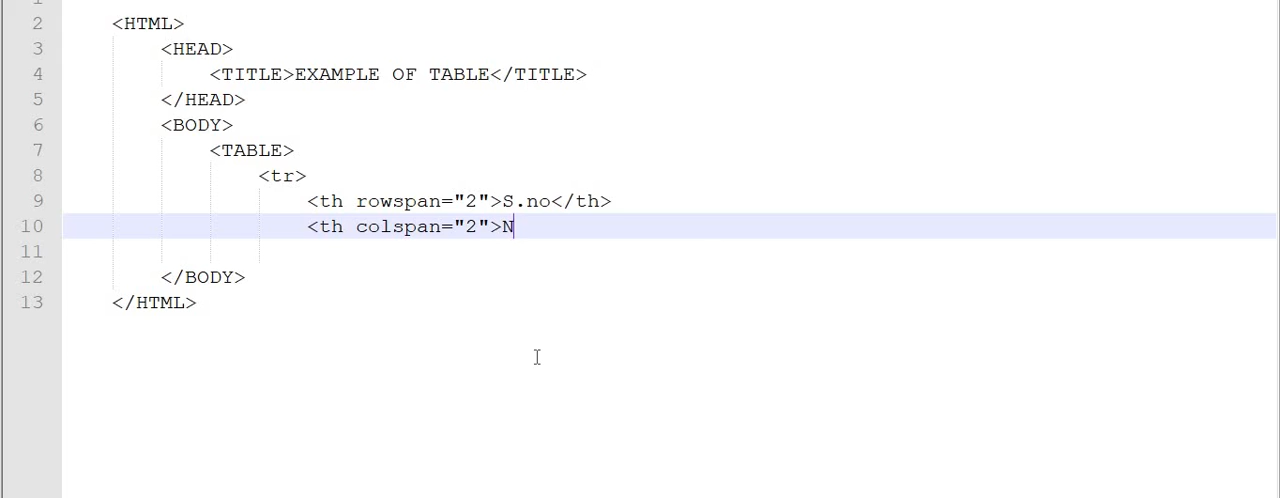 2 <HTML>
3 <HEAD>
4 <TITLE>EXAMPLE OF TABLE</TITLE>
5 </HEAD>
6 <BODY>
7 <TABLE>
8 <tr>
9 <th rowspan="2">S.no</th>
10 <th colspan="2">N
11
12 </BODY>
13 </HTML>